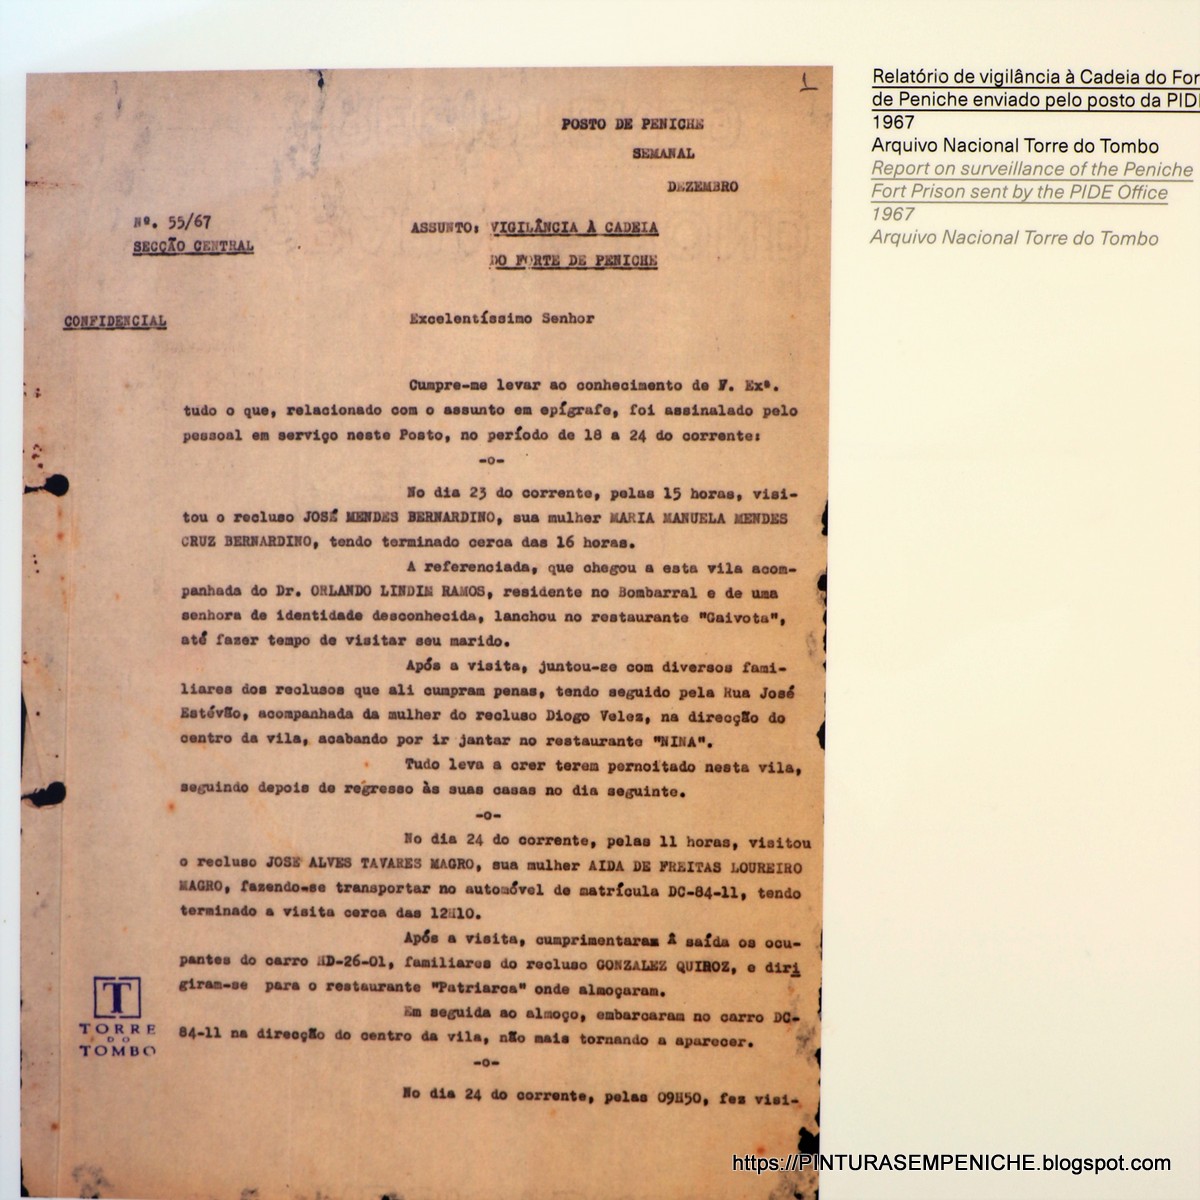 1
POSTO DE PENICHE
SEMANAL
DEZEMBRO
Nº. 55/67
SECÇÃO CENTRAL
ASSUNTO: VIGILÂNCIA À CADEIA
DO FORTE DE PENICHE
CONFIDENCIAL
Excelentíssimo Senhor
Cumpre-me levar ao conhecimento de V. Exª.
tudo o que, relacionado com o assunto em epígrafe, foi assinalado pelo
pessoal em serviço neste Posto, no período de 18 a 24 do corrente:
-o-
No dia 23 do corrente, pelas 15 horas, visi-
tou o recluso JOSÉ MENDES BERNARDINO, sua mulher MARIA MANUELA MENDES
CRUZ BERNARDINO, tendo terminado cerca das 16 horas.
A referenciada, que chegou a esta vila acom-
panhada do Dr. ORLANDO LINDIM RAMOS, residente no Bombarral e de uma
senhora de identidade desconhecida, lanchou no restaurante "Gaivota",
até fazer tempo de visitar seu marido.
Após a visita, juntou-se com diversos fami-
liares dos reclusos que ali cumpram penas, tendo seguido pela Rua José
Estévão, acompanhada da mulher do recluso Diogo Velez, na direcção do
centro da vila, acabando por ir jantar no restaurante "NINA".
Tudo leva a crer terem pernoitado nesta vila,
seguindo depois de regresso às suas casas no dia seguinte.
-o-
No dia 24 do corrente, pelas 11 horas, visitou
o recluso JOSÉ ALVES TAVARES MAGRO, sua mulher AIDA DE FREITAS LOUREIRO
MAGRO, fazendo-se transportar no automóvel de matrícula DC-84-11, tendo
terminado a visita cerca das 12H10.
Após a visita, cumprimentaram à saída os ocu-
pantes do carro HD-26-01, familiares do recluso GONZALEZ QUIROZ, e diri
giram-se para o restaurante "Patriarca" onde almoçaram.
Em seguida ao almoço, embarcaram no carro DC-
84-11 na direcção do centro da vila, não mais tornando a aparecer.
-o-
No dia 24 do corrente, pelas 09H50, fez visi-
T
TORRE
DO
TOMBO
Relatório de vigilância à Cadeia do For
de Peniche enviado pelo posto da PIDE
1967
Arquivo Nacional Torre do Tombo
Report on surveillance of the Peniche
Fort Prison sent by the PIDE Office
1967
Arquivo Nacional Torre do Tombo
https://PINTURASEMPENICHE.blogspot.com